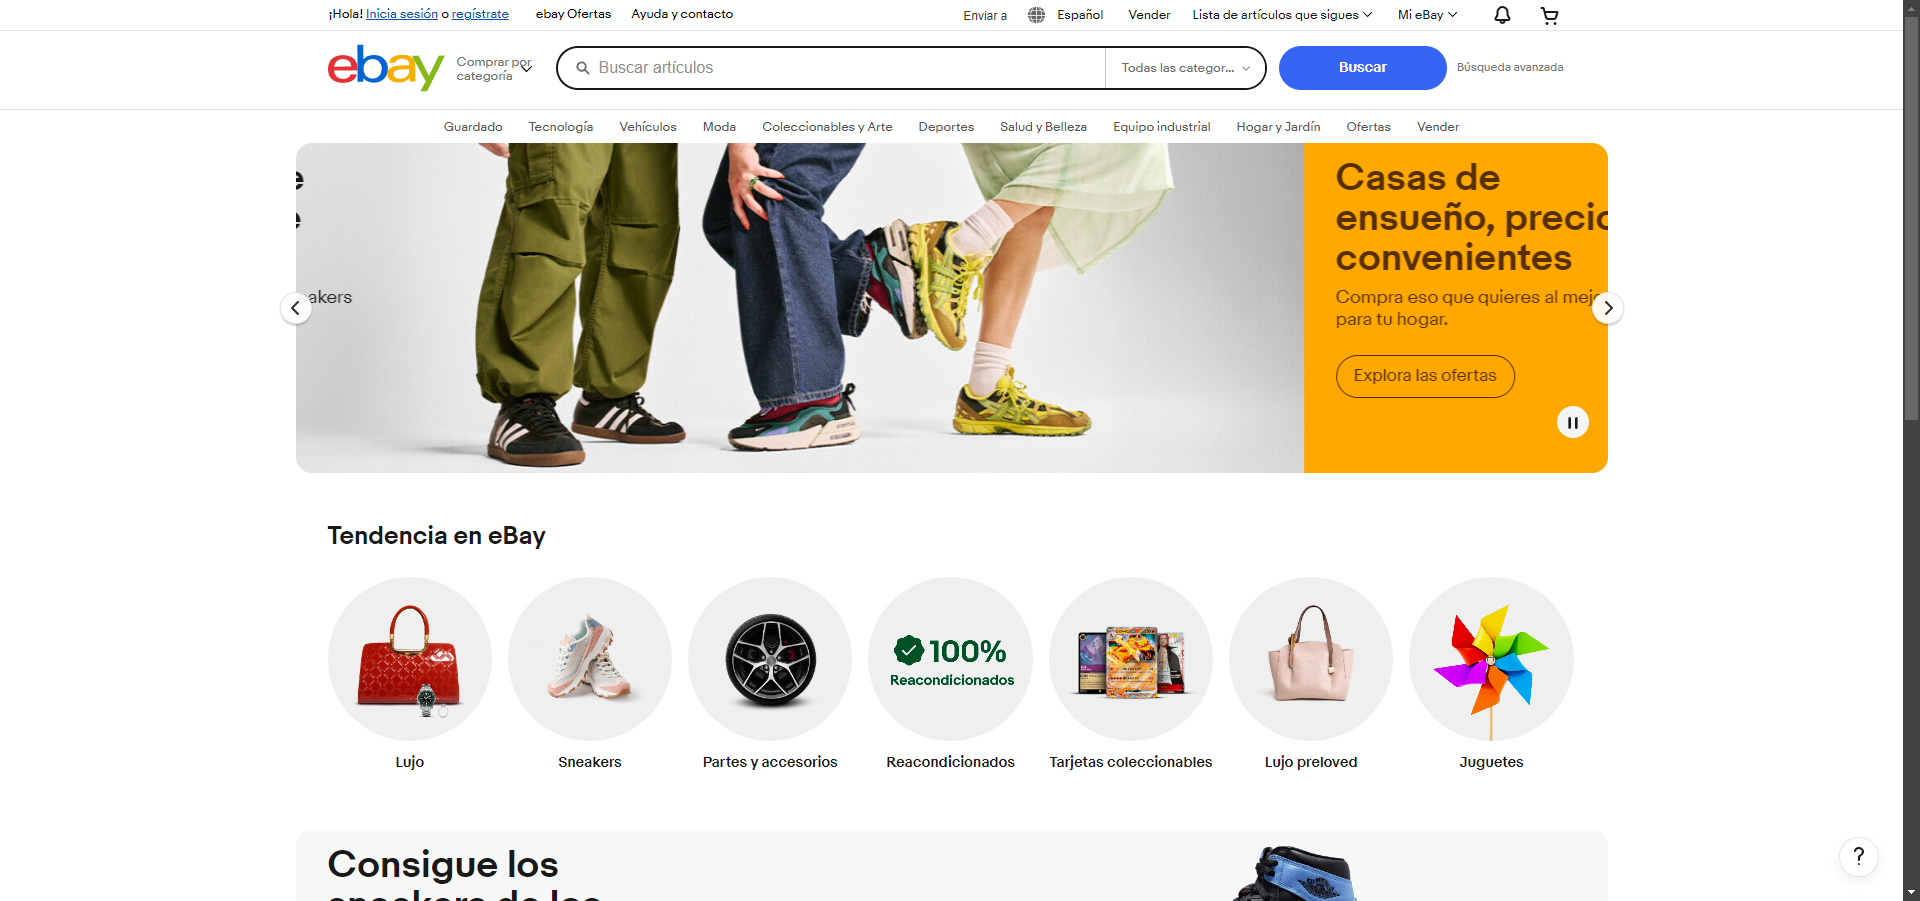 ¡Hola! Inicia sesión o regístrate
ebay Ofertas
Ayuda y contacto
Enviar a
Español
Vender
Lista de artículos que sigues
Mi eBay
ebay
Comprar por
categoría
Buscar artículos
Todas las categor...
Buscar
Búsqueda avanzada
Guardado
Tecnología
Vehículos
Moda
Coleccionables y Arte
Deportes
Salud y Belleza
Equipo industrial
Hogar y Jardín
Ofertas
Vender
e
e
akers
Casas de
ensueño, precio
convenientes
Compra eso que quieres al mejo
para tu hogar.
Explora las ofertas
Tendencia en eBay
100%
Reacondicionados
Lujo
Sneakers
Partes y accesorios
Reacondicionados
Tarjetas coleccionables
Lujo preloved
Juguetes
Consigue los
sneakers de los
?